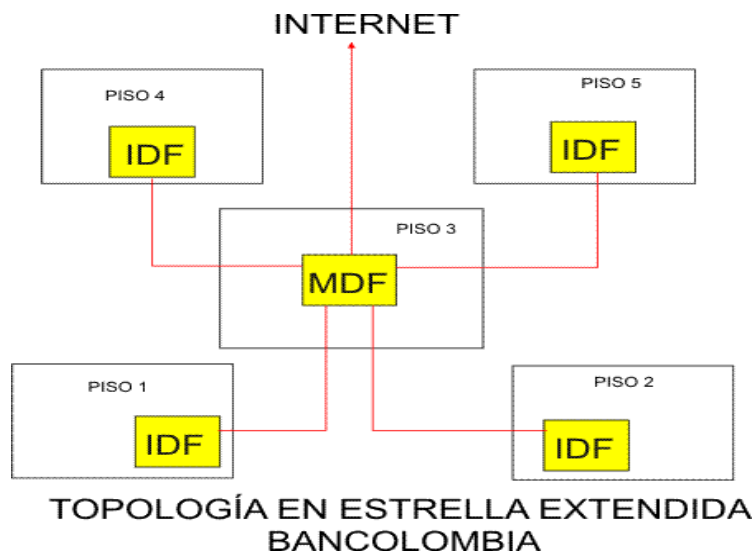 INTERNET
PISO 4
IDF
PISO 5
IDF
PISO 3
MDF
PISO 1
IDF
PISO 2
IDF
TOPOLOGÍA EN ESTRELLA EXTENDIDA
BANCOLOMBIA